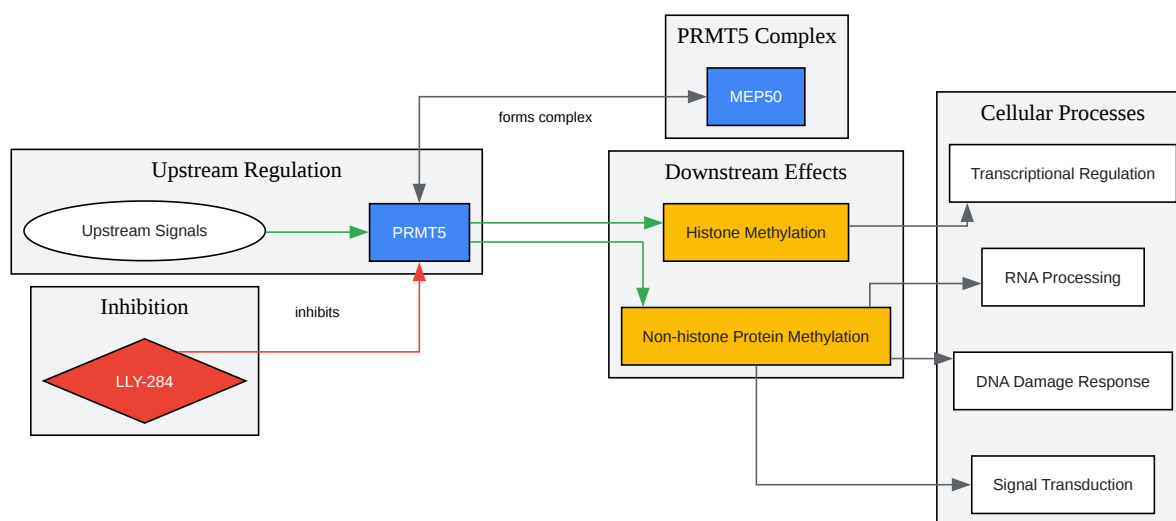 PRMT5 Complex
MEP50
forms complex
Cellular Processes
Upstream Regulation
Downstream Effects
Transcriptional Regulation
Upstream Signals
PRMT5
Histone Methylation
RNA Processing
Inhibition
inhibits
Non-histone Protein Methylation
LLY-284
DNA Damage Response
Signal Transduction